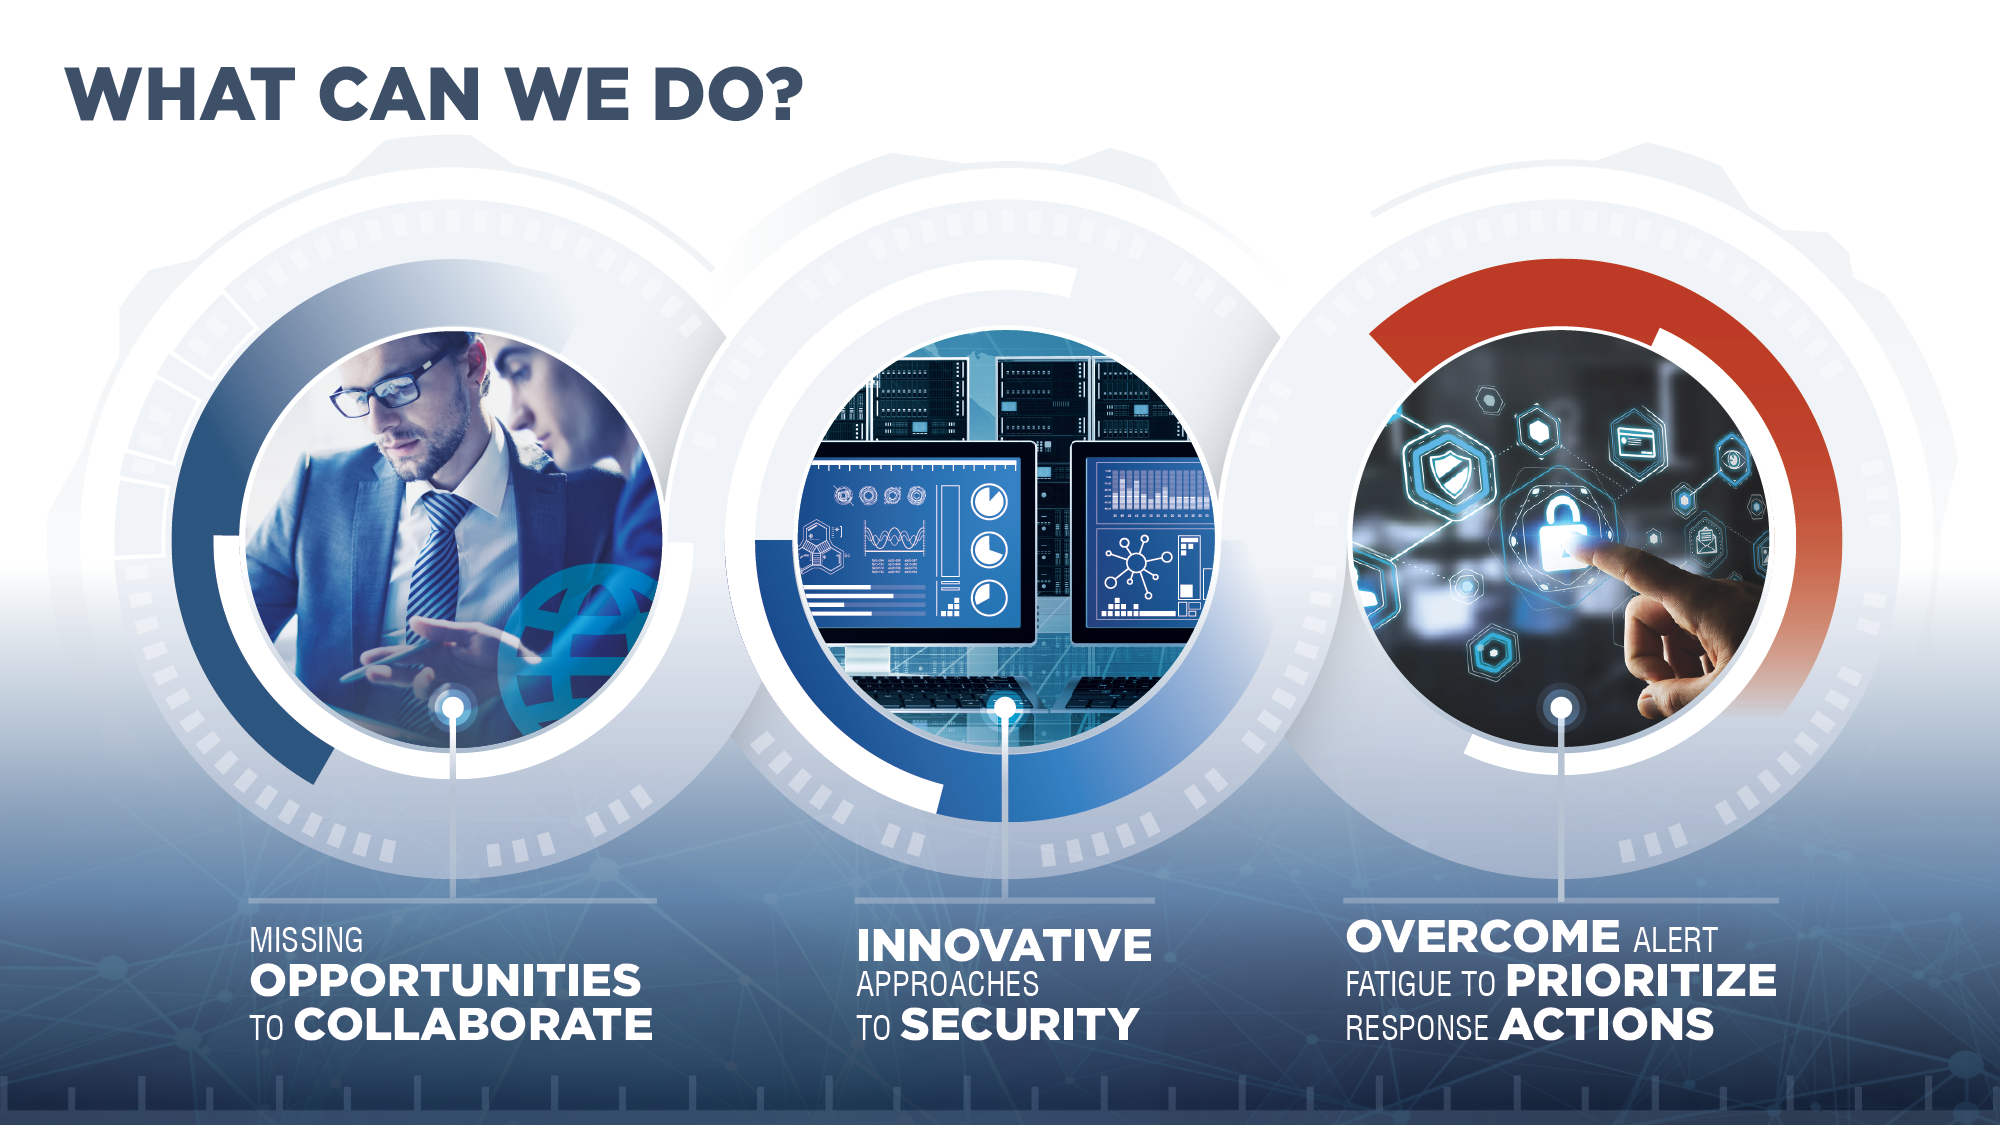 WHAT CAN WE DO?
MISSING
OPPORTUNITIES
TO COLLABORATE
INNOVATIVE
APPROACHES
TO SECURITY
OVERCOME ALERT
FATIGUE TO PRIORITIZE
RESPONSE ACTIONS